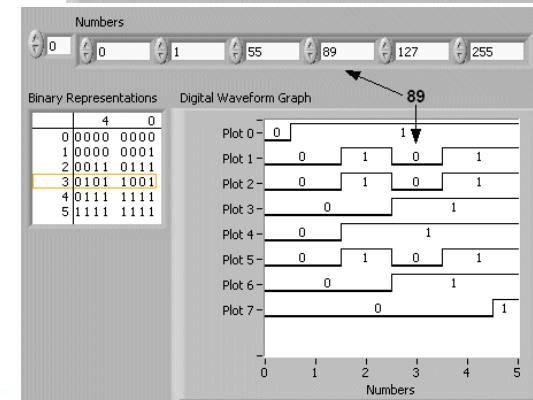 Numbers
0 0 1 55 89 127 255
Binary Representations Digital Waveform Graph 89
4 0
0 0000 0000
1 0000 0001
2 0011 0111
3 0101 1001
4 0111 1111
5 1111 1111
Plot 0 0 1
Plot 1 0 1 0 1
Plot 2 0 1 0 1
Plot 3 0 1
Plot 4 0 1
Plot 5 0 1 0 1
Plot 6 0 1
Plot 7 0 1
0 1 2 3 4 5
Numbers